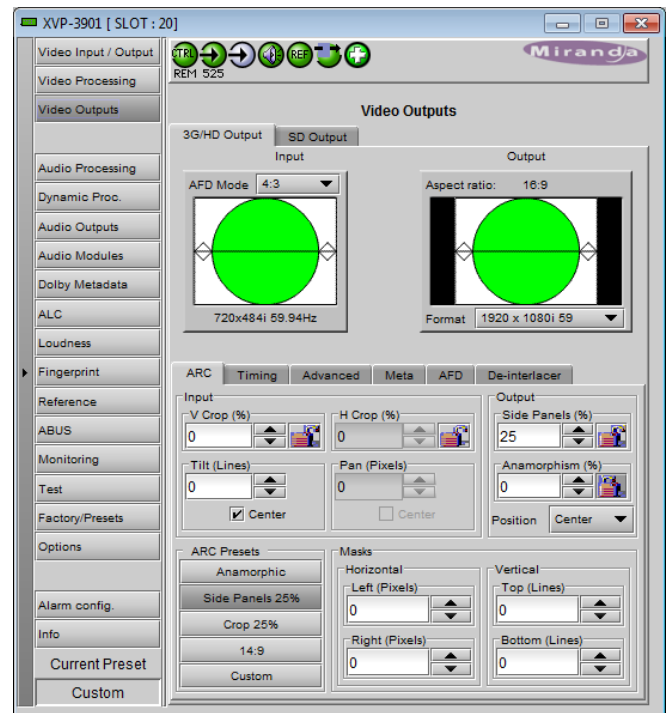 XVP-3901 [ SLOT : 20]
Video Input / Output
Video Processing
Video Outputs
Audio Processing
Dynamic Proc.
Audio Outputs
Audio Modules
Dolby Metadata
ALC
Loudness
Fingerprint
Reference
ABUS
Monitoring
Test
Factory/Presets
Options
Alarm config.
Info
Current Preset
Custom
CTRL
REF
REM 525
Miranda
Video Outputs
3G/HD Output
SD Output
Input
AFD Mode 4:3
720x484i 59.94Hz
Output
Aspect ratio: 16:9
Format 1920 x 1080i 59
ARC
Timing
Advanced
Meta
AFD
De-interlacer
Input
V Crop (%)
0
H Crop (%)
0
Tilt (Lines)
0
Center
Pan (Pixels)
0
Center
Output
Side Panels (%)
25
Anamorphism (%)
0
Position Center
ARC Presets
Anamorphic
Side Panels 25%
Crop 25%
14:9
Custom
Masks
Horizontal
Left (Pixels)
0
Right (Pixels)
0
Vertical
Top (Lines)
0
Bottom (Lines)
0